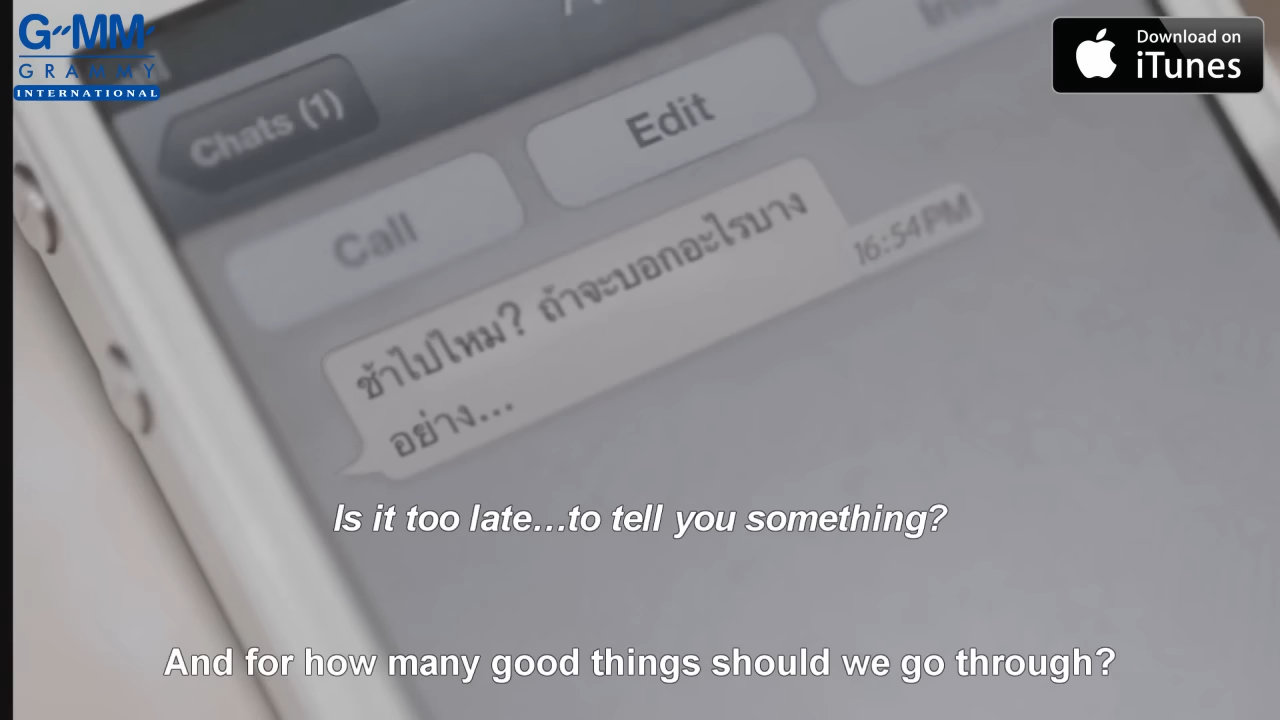 G"MM'
GRAMMY
INTERNATIONAL
Download on
iTunes
Chats (1)
Edit
Call
ช้าไปไหม? ถ้าจะบอกอะไรบาง
อย่าง...
16:54PM
Is it too late...to tell you something?
And for how many good things should we go through?